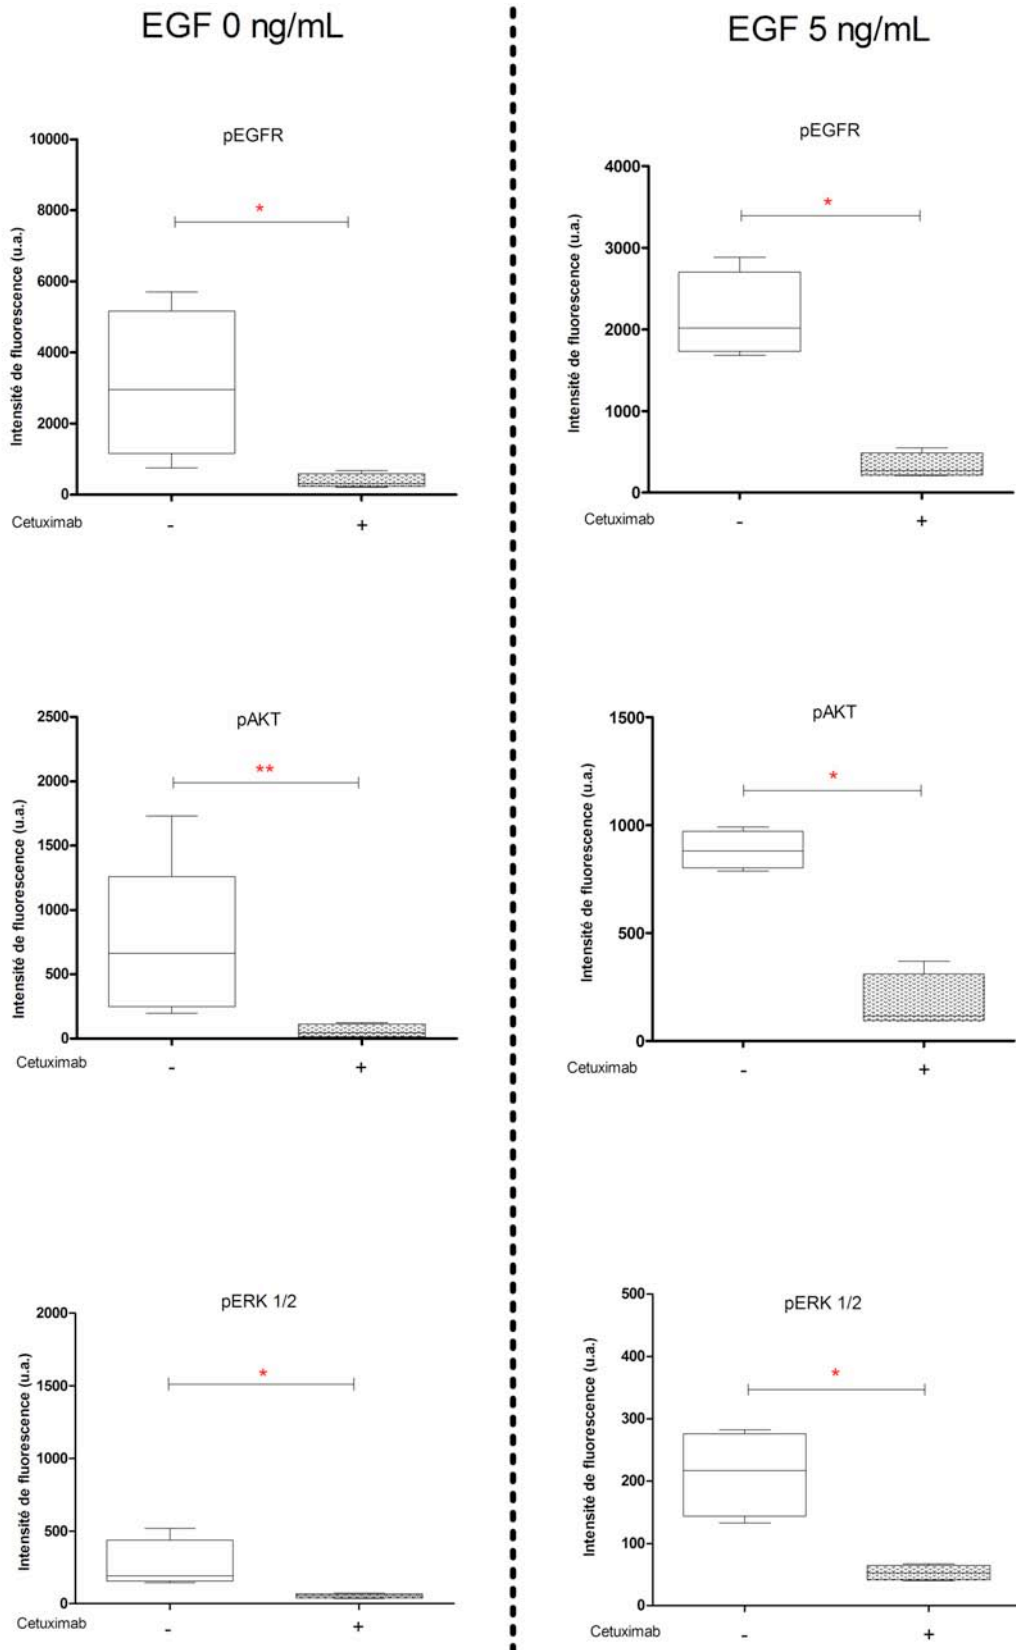 EGF 0 ng/mL
pEGFR
*
Intensité de fluorescence (u.a.)
10000
8000
6000
4000
2000
0
Cetuximab - +
pAKT
**
Intensité de fluorescence (u.a.)
2500
2000
1500
1000
500
0
Cetuximab - +
pERK 1/2
*
Intensité de fluorescence (u.a.)
2000
1500
1000
500
0
Cetuximab - +
EGF 5 ng/mL
pEGFR
*
Intensité de fluorescence (u.a.)
4000
3000
2000
1000
0
Cetuximab - +
pAKT
*
Intensité de fluorescence (u.a.)
1500
1000
500
0
Cetuximab - +
pERK 1/2
*
Intensité de fluorescence (u.a.)
500
400
300
200
100
0
Cetuximab - +